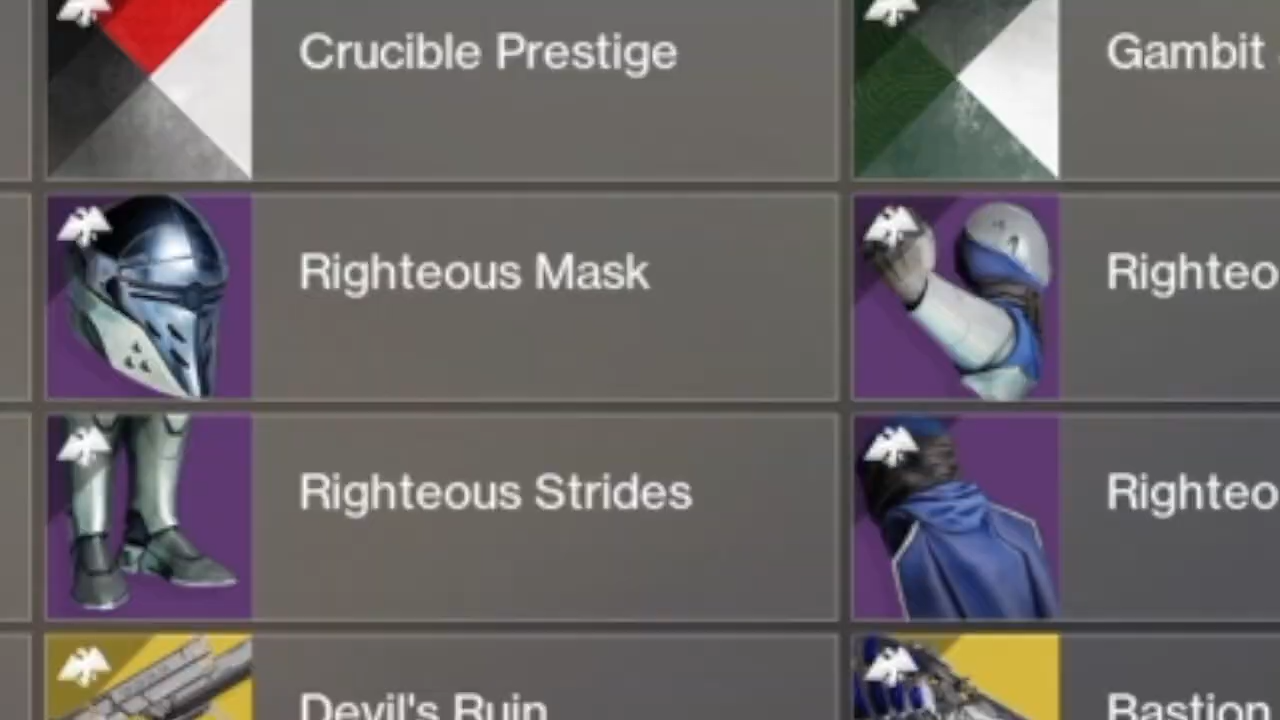 Crucible Prestige
Gambit
Righteous Mask
Righteo
Righteous Strides
Righteo
Devil's Ruin
Bastion